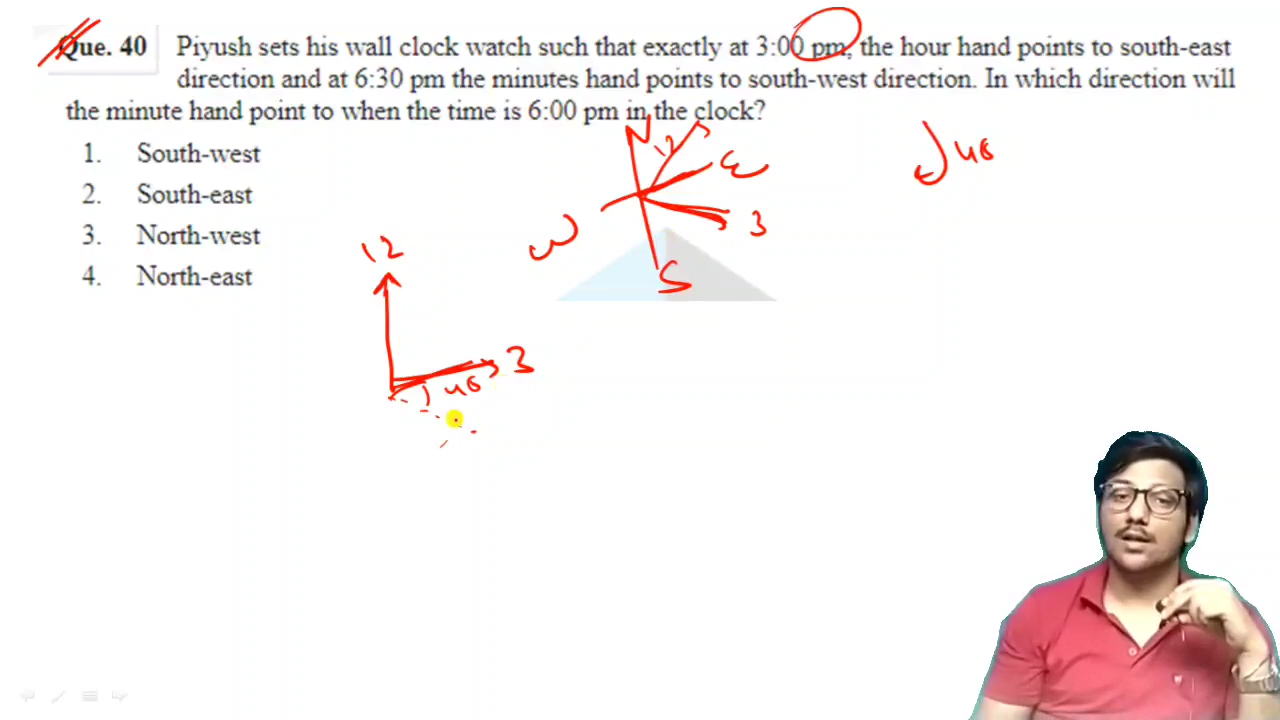 Que. 40 Piyush sets his wall clock watch such that exactly at 3:00 pm, the hour hand points to south-east
direction and at 6:30 pm the minutes hand points to south-west direction. In which direction will
the minute hand point to when the time is 6:00 pm in the clock?
1. South-west
2. South-east
3. North-west
4. North-east
N
12
E
W
3
S
12
3